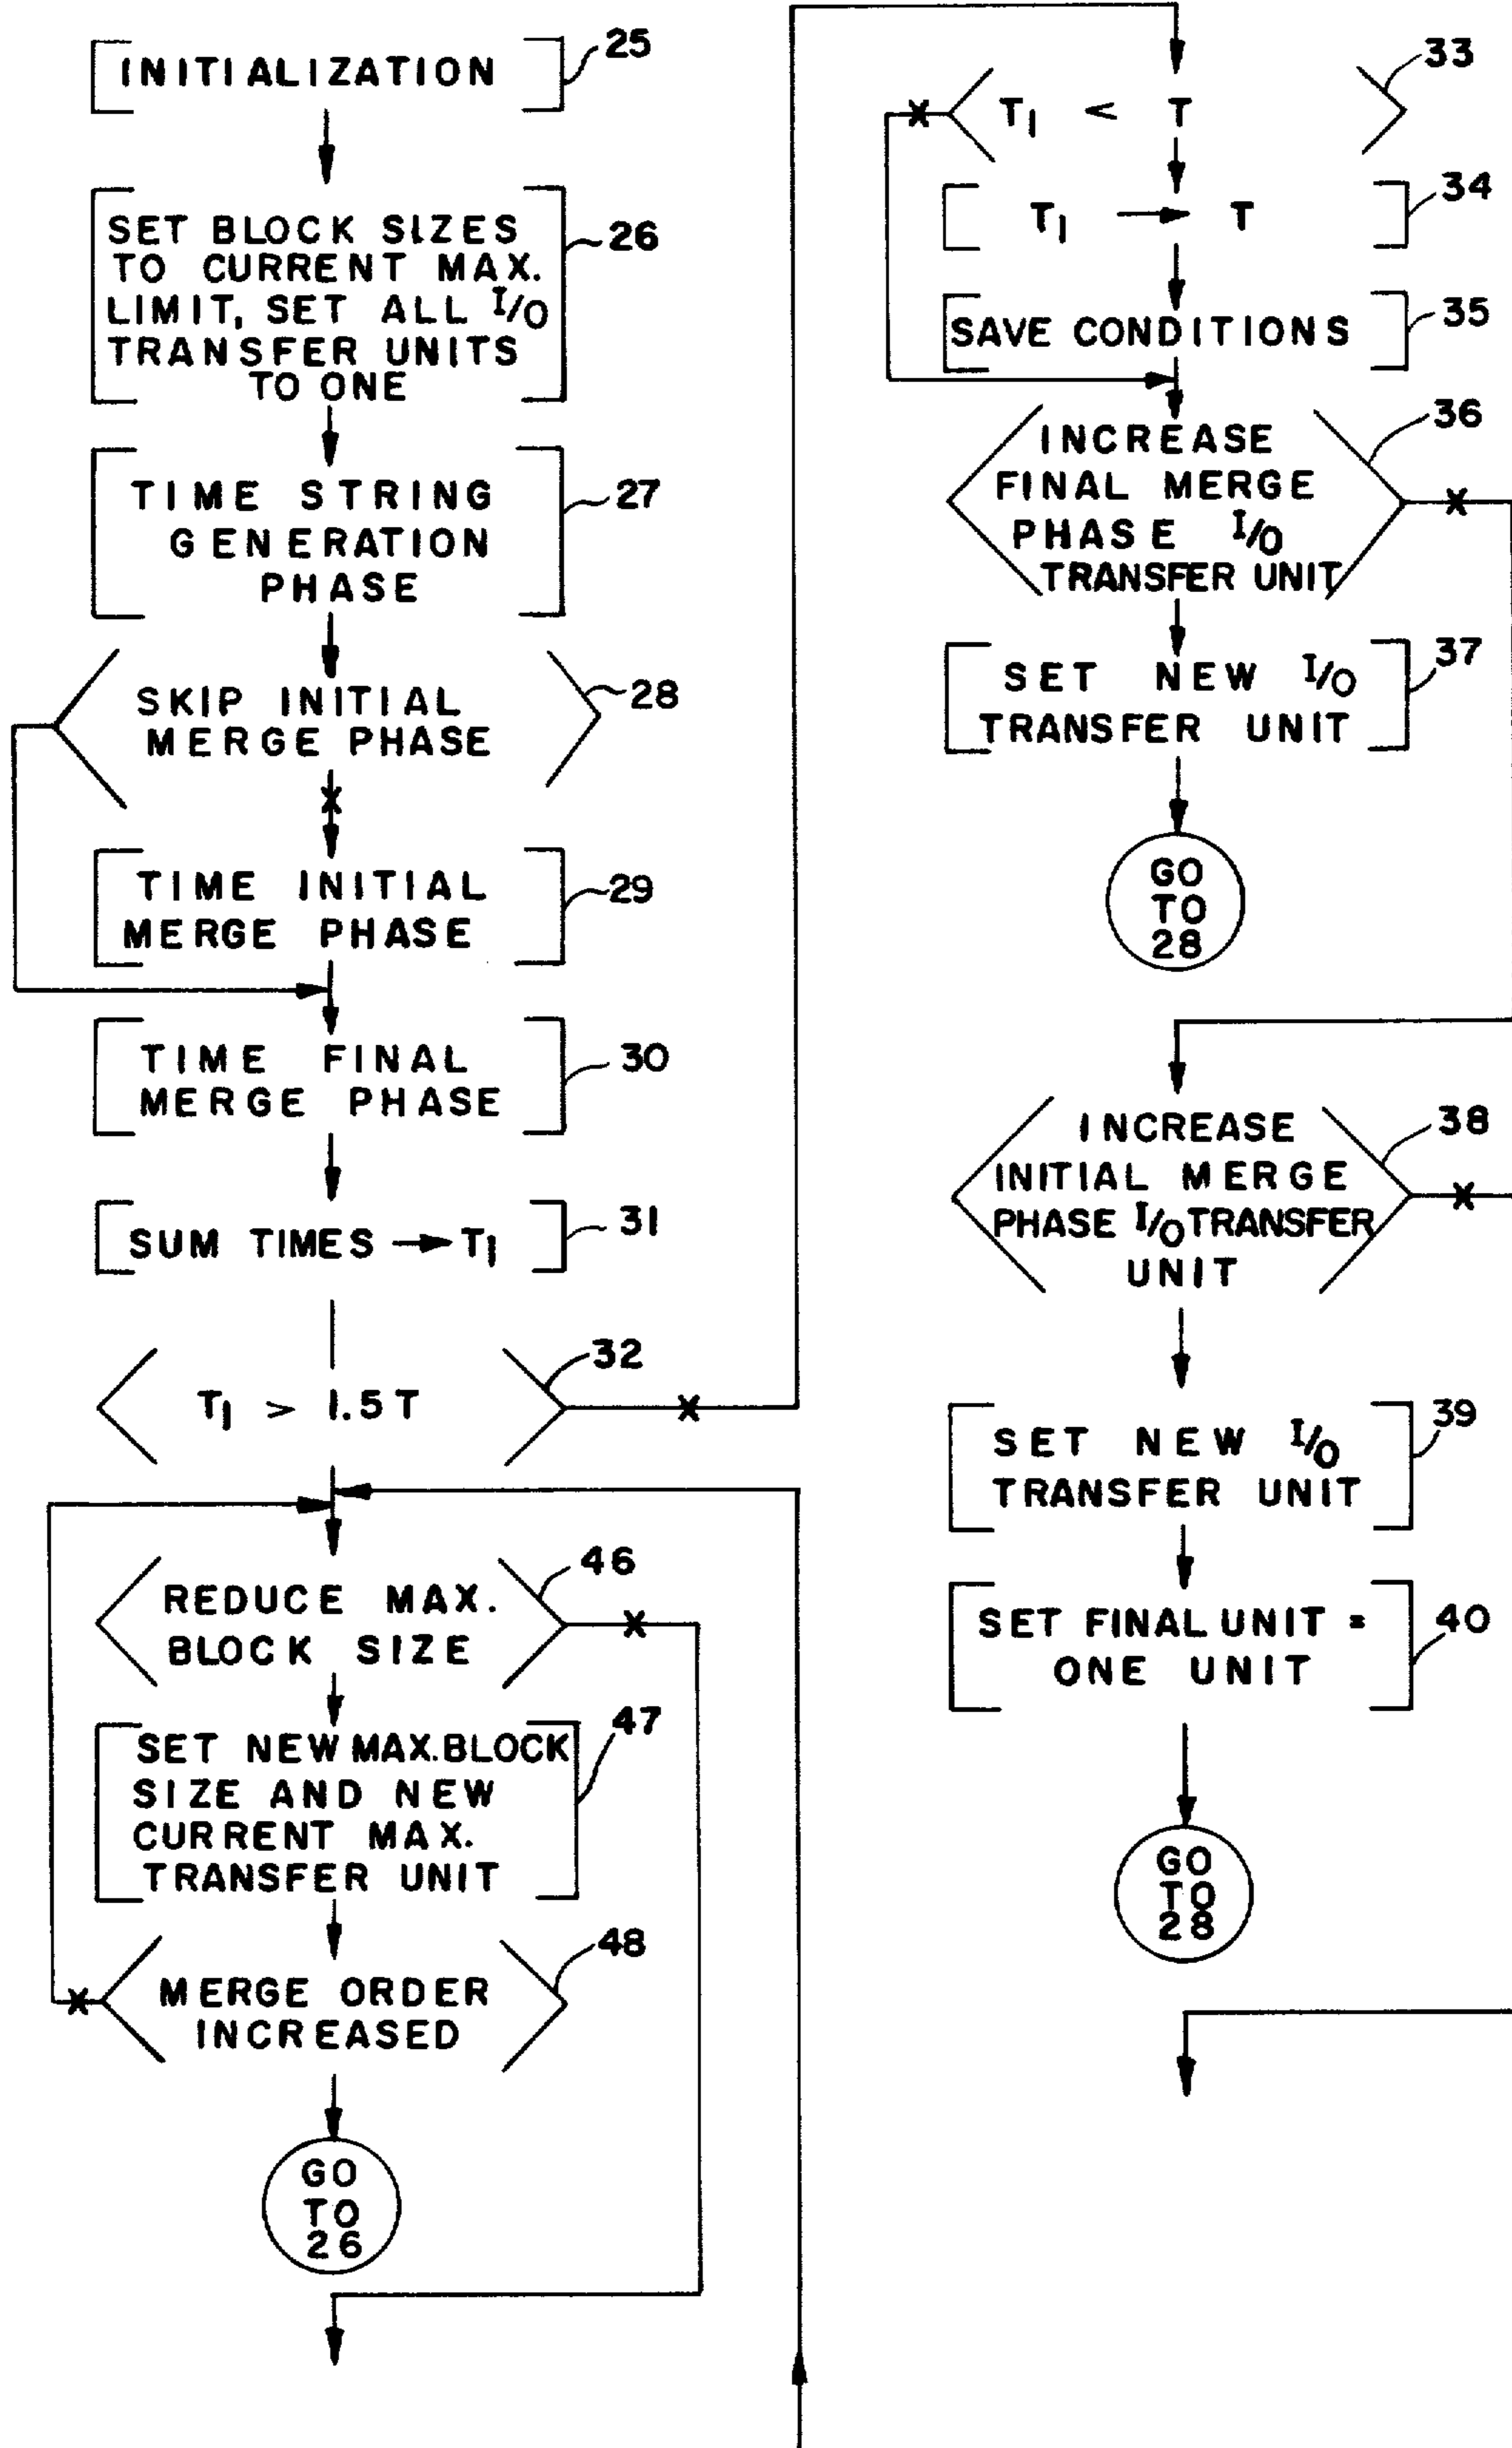 INITIALIZATION
25
SET BLOCK SIZES
TO CURRENT MAX.
LIMIT, SET ALL I/O
TRANSFER UNITS
TO ONE
26
TIME STRING
GENERATION
PHASE
27
SKIP INITIAL
MERGE PHASE
28
TIME INITIAL
MERGE PHASE
29
TIME FINAL
MERGE PHASE
30
SUM TIMES → T1
31
T1 > 1.5T
32
REDUCE MAX.
BLOCK SIZE
46
SET NEW MAX. BLOCK
SIZE AND NEW
CURRENT MAX.
TRANSFER UNIT
47
MERGE ORDER
INCREASED
48
GO
TO
26
T1 < T
33
T1 → T
34
SAVE CONDITIONS
35
INCREASE
FINAL MERGE
PHASE I/O
TRANSFER UNIT
36
SET NEW I/O
TRANSFER UNIT
37
GO
TO
28
INCREASE
INITIAL MERGE
PHASE I/O TRANSFER
UNIT
38
SET NEW I/O
TRANSFER UNIT
39
SET FINAL UNIT =
ONE UNIT
40
GO
TO
28